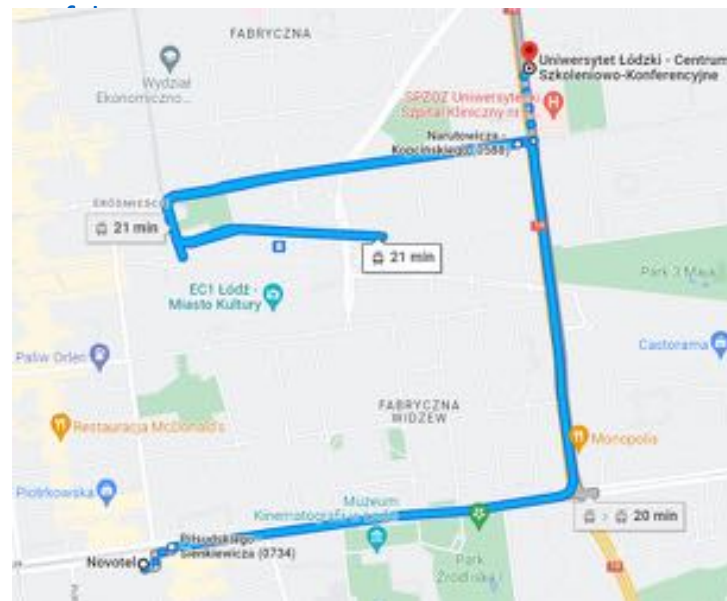 FABRYCZNA
Uniwersytet Łódzki - Centrum
Szkoleniowo-Konferencyjne
Wydział
Ekonomiczno...
SPZOZ Uniwersytecki
Szpital Kliniczny nr
Narutowicza -
Kopcińskiego (0588)
21 min
21 min
EC1 Łódź -
Miasto Kultury
Park 3 Maja
Castorama
Paliw Orlen
FABRYCZNA
WIDZEW
Restauracja McDonald's
Monopolis
Piotrkowska
Muzeum
Kinematografii
20 min
Piłsudskiego
Sienkiewicza (0734)
Novotel
Park
Źródliska I